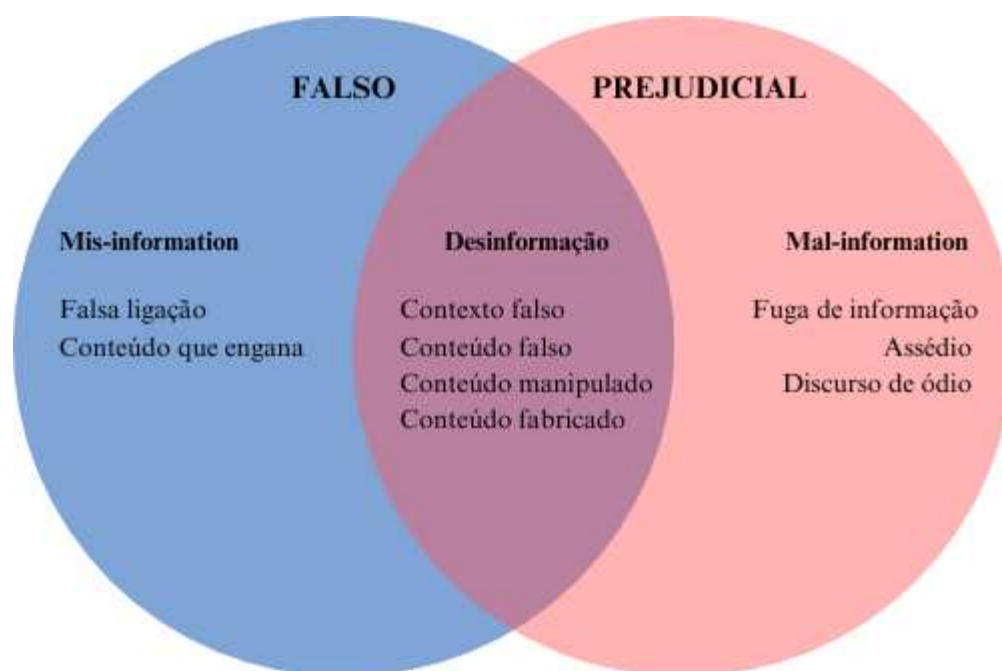 FALSO
PREJUDICIAL
Mis-information
Falsa ligação
Conteúdo que engana
Desinformação
Contexto falso
Conteúdo falso
Conteúdo manipulado
Conteúdo fabricado
Mal-information
Fuga de informação
Assédio
Discurso de ódio